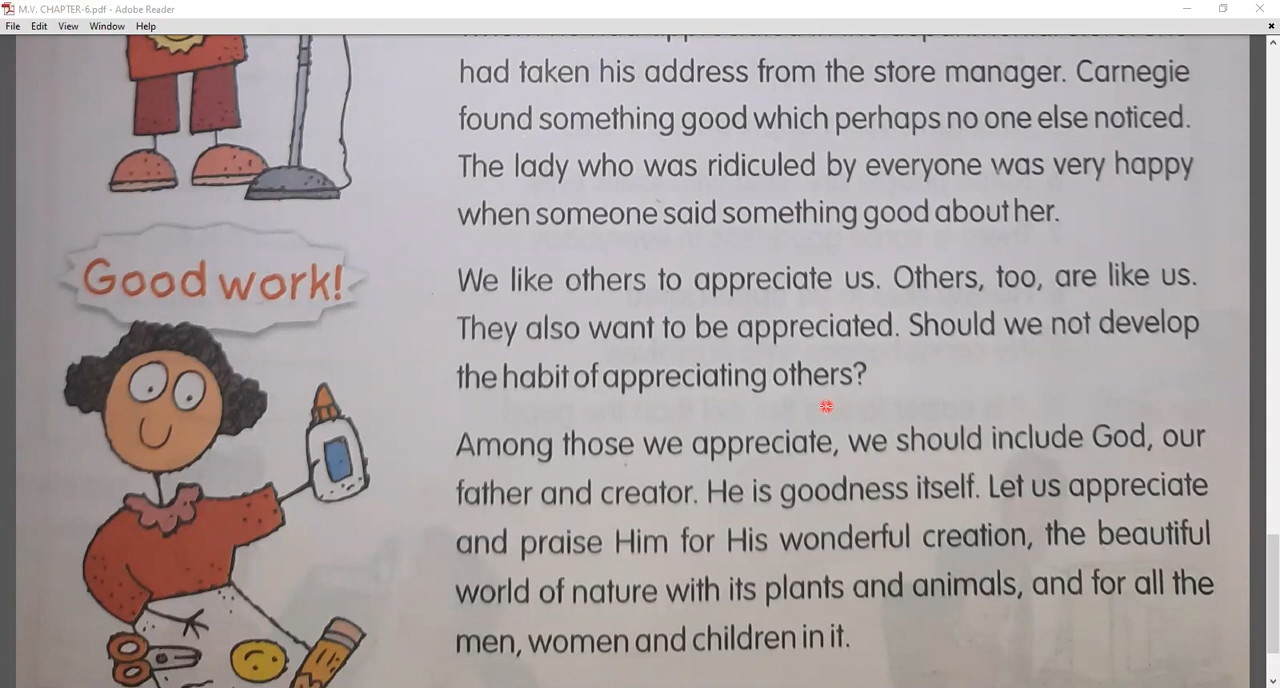 M.V. CHAPTER-6.pdf - Adobe Reader
File Edit View Window Help
had taken his address from the store manager. Carnegie
found something good which perhaps no one else noticed.
The lady who was ridiculed by everyone was very happy
when someone said something good about her.
Good work!
We like others to appreciate us. Others, too, are like us.
They also want to be appreciated. Should we not develop
the habit of appreciating others?
Among those we appreciate, we should include God, our
father and creator. He is goodness itself. Let us appreciate
and praise Him for His wonderful creation, the beautiful
world of nature with its plants and animals, and for all the
men, women and children in it.